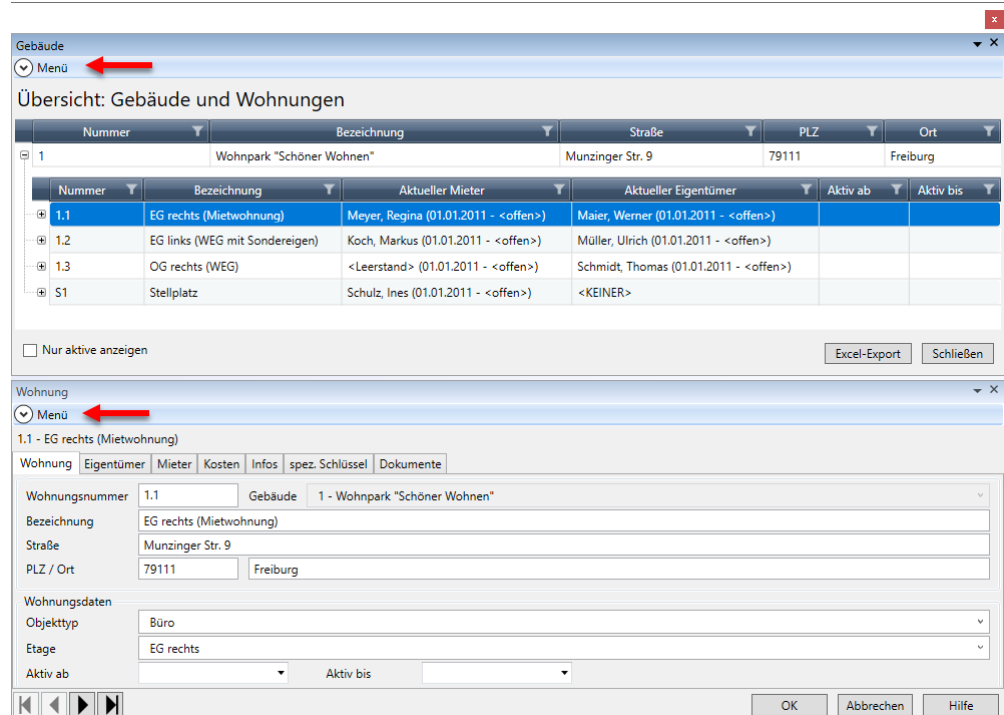 x
Gebäude
Menü
Übersicht: Gebäude und Wohnungen
Nummer Bezeichnung Straße PLZ Ort
1 Wohnpark "Schöner Wohnen" Munzinger Str. 9 79111 Freiburg
Nummer Bezeichnung Aktueller Mieter Aktueller Eigentümer Aktiv ab Aktiv bis
1.1 EG rechts (Mietwohnung) Meyer, Regina (01.01.2011 - <offen>) Maier, Werner (01.01.2011 - <offen>)
1.2 EG links (WEG mit Sondereigen) Koch, Markus (01.01.2011 - <offen>) Müller, Ulrich (01.01.2011 - <offen>)
1.3 OG rechts (WEG) <Leerstand> (01.01.2011 - <offen>) Schmidt, Thomas (01.01.2011 - <offen>)
S1 Stellplatz Schulz, Ines (01.01.2011 - <offen>) <KEINER>
Nur aktive anzeigen Excel-Export Schließen
Wohnung
Menü
1.1 - EG rechts (Mietwohnung)
Wohnung Eigentümer Mieter Kosten Infos spez. Schlüssel Dokumente
Wohnungsnummer 1.1 Gebäude 1 - Wohnpark "Schöner Wohnen"
Bezeichnung EG rechts (Mietwohnung)
Straße Munzinger Str. 9
PLZ / Ort 79111 Freiburg
Wohnungsdaten
Objekttyp Büro
Etage EG rechts
Aktiv ab Aktiv bis
OK Abbrechen Hilfe